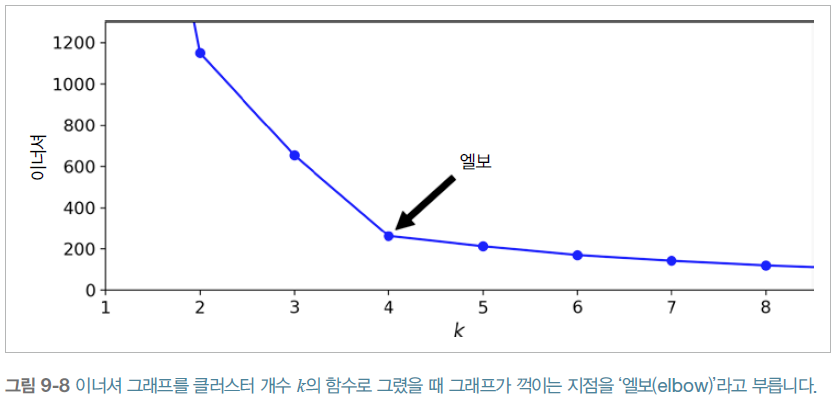 1200
1000
800
600
400
200
0
이너셔
엘보
1 2 3 4 5 6 7 8
k
그림 9-8 이너셔 그래프를 클러스터 개수 k의 함수로 그렸을 때 그래프가 꺾이는 지점을 ‘엘보(elbow)’라고 부릅니다.